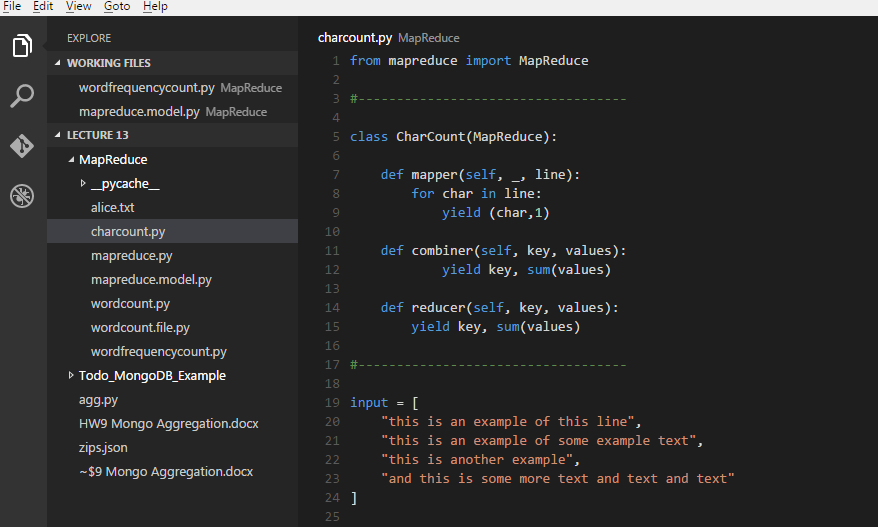 File Edit View Goto Help
EXPLORE
WORKING FILES
wordfrequencycount.py MapReduce
mapreduce.model.py MapReduce
LECTURE 13
MapReduce
__pycache__
alice.txt
charcount.py
mapreduce.py
mapreduce.model.py
wordcount.py
wordcount.file.py
wordfrequencycount.py
Todo_MongoDB_Example
agg.py
HW9 Mongo Aggregation.docx
zips.json
~$9 Mongo Aggregation.docx
charcount.py MapReduce
1 from mapreduce import MapReduce
2
3 #-----------------------------------
4
5 class CharCount(MapReduce):
6
7     def mapper(self, _, line):
8         for char in line:
9             yield (char,1)
10
11     def combiner(self, key, values):
12             yield key, sum(values)
13
14     def reducer(self, key, values):
15         yield key, sum(values)
16
17 #-----------------------------------
18
19 input = [
20     "this is an example of this line",
21     "this is an example of some example text",
22     "this is another example",
23     "and this is some more text and text and text"
24 ]
25